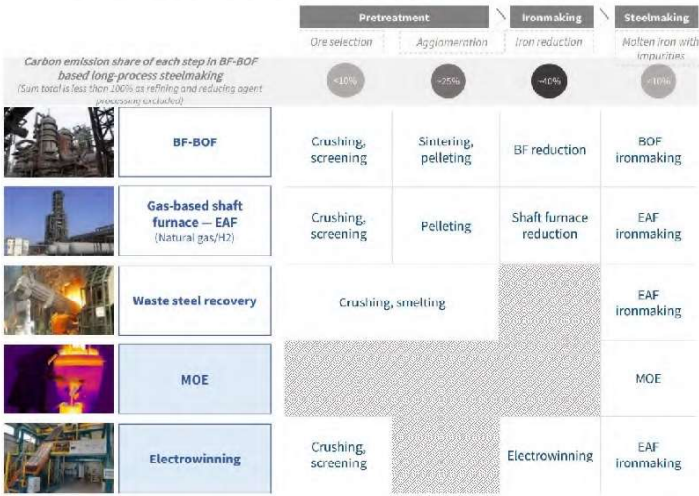 Pretreatment
Ironmaking
Steelmaking
Ore selection
Agglomeration
Iron reduction
Molten iron with
impurities
Carbon emission share of each step in BF-BOF
based long-process steelmaking
(Sum total is less than 100% as refining and reducing agent
processing excluded)
<10%
~25%
~40%
<10%
BF-BOF
Crushing,
screening
Sintering,
pelleting
BF reduction
BOF
ironmaking
Gas-based shaft
furnace — EAF
(Natural gas/H2)
Crushing,
screening
Pelleting
Shaft furnace
reduction
EAF
ironmaking
Waste steel recovery
Crushing, smelting
EAF
ironmaking
MOE
MOE
Electrowinning
Crushing,
screening
Electrowinning
EAF
ironmaking